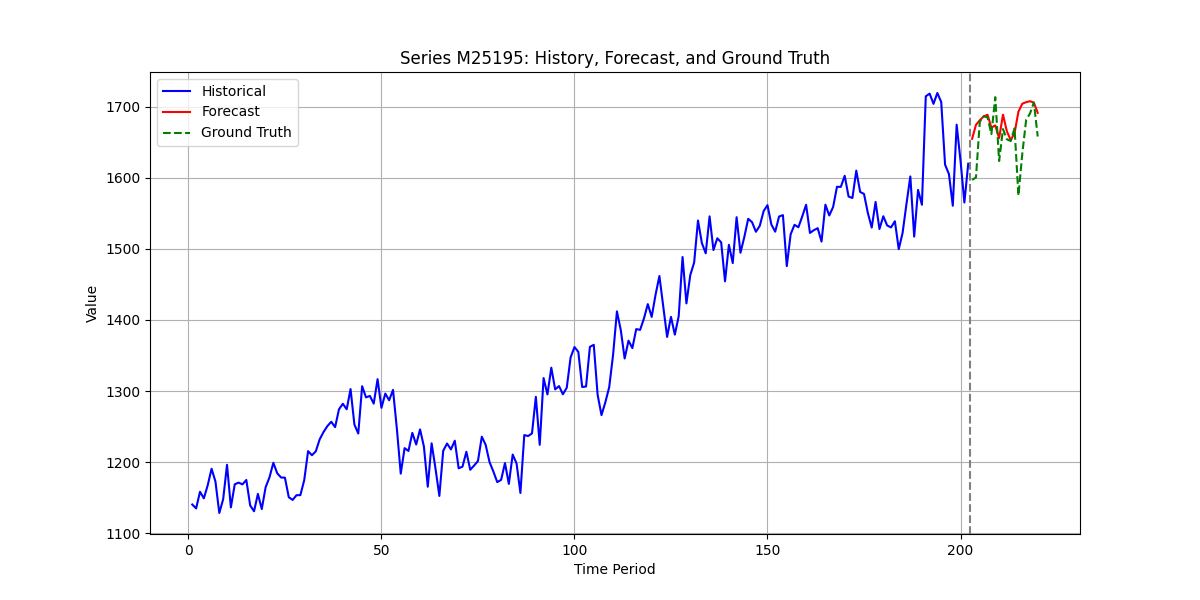 Series M25195: History, Forecast, and Ground Truth
Historical
Forecast
Ground Truth
1700
1600
1500
1400
1300
1200
1100
Value
0 50 100 150 200
Time Period